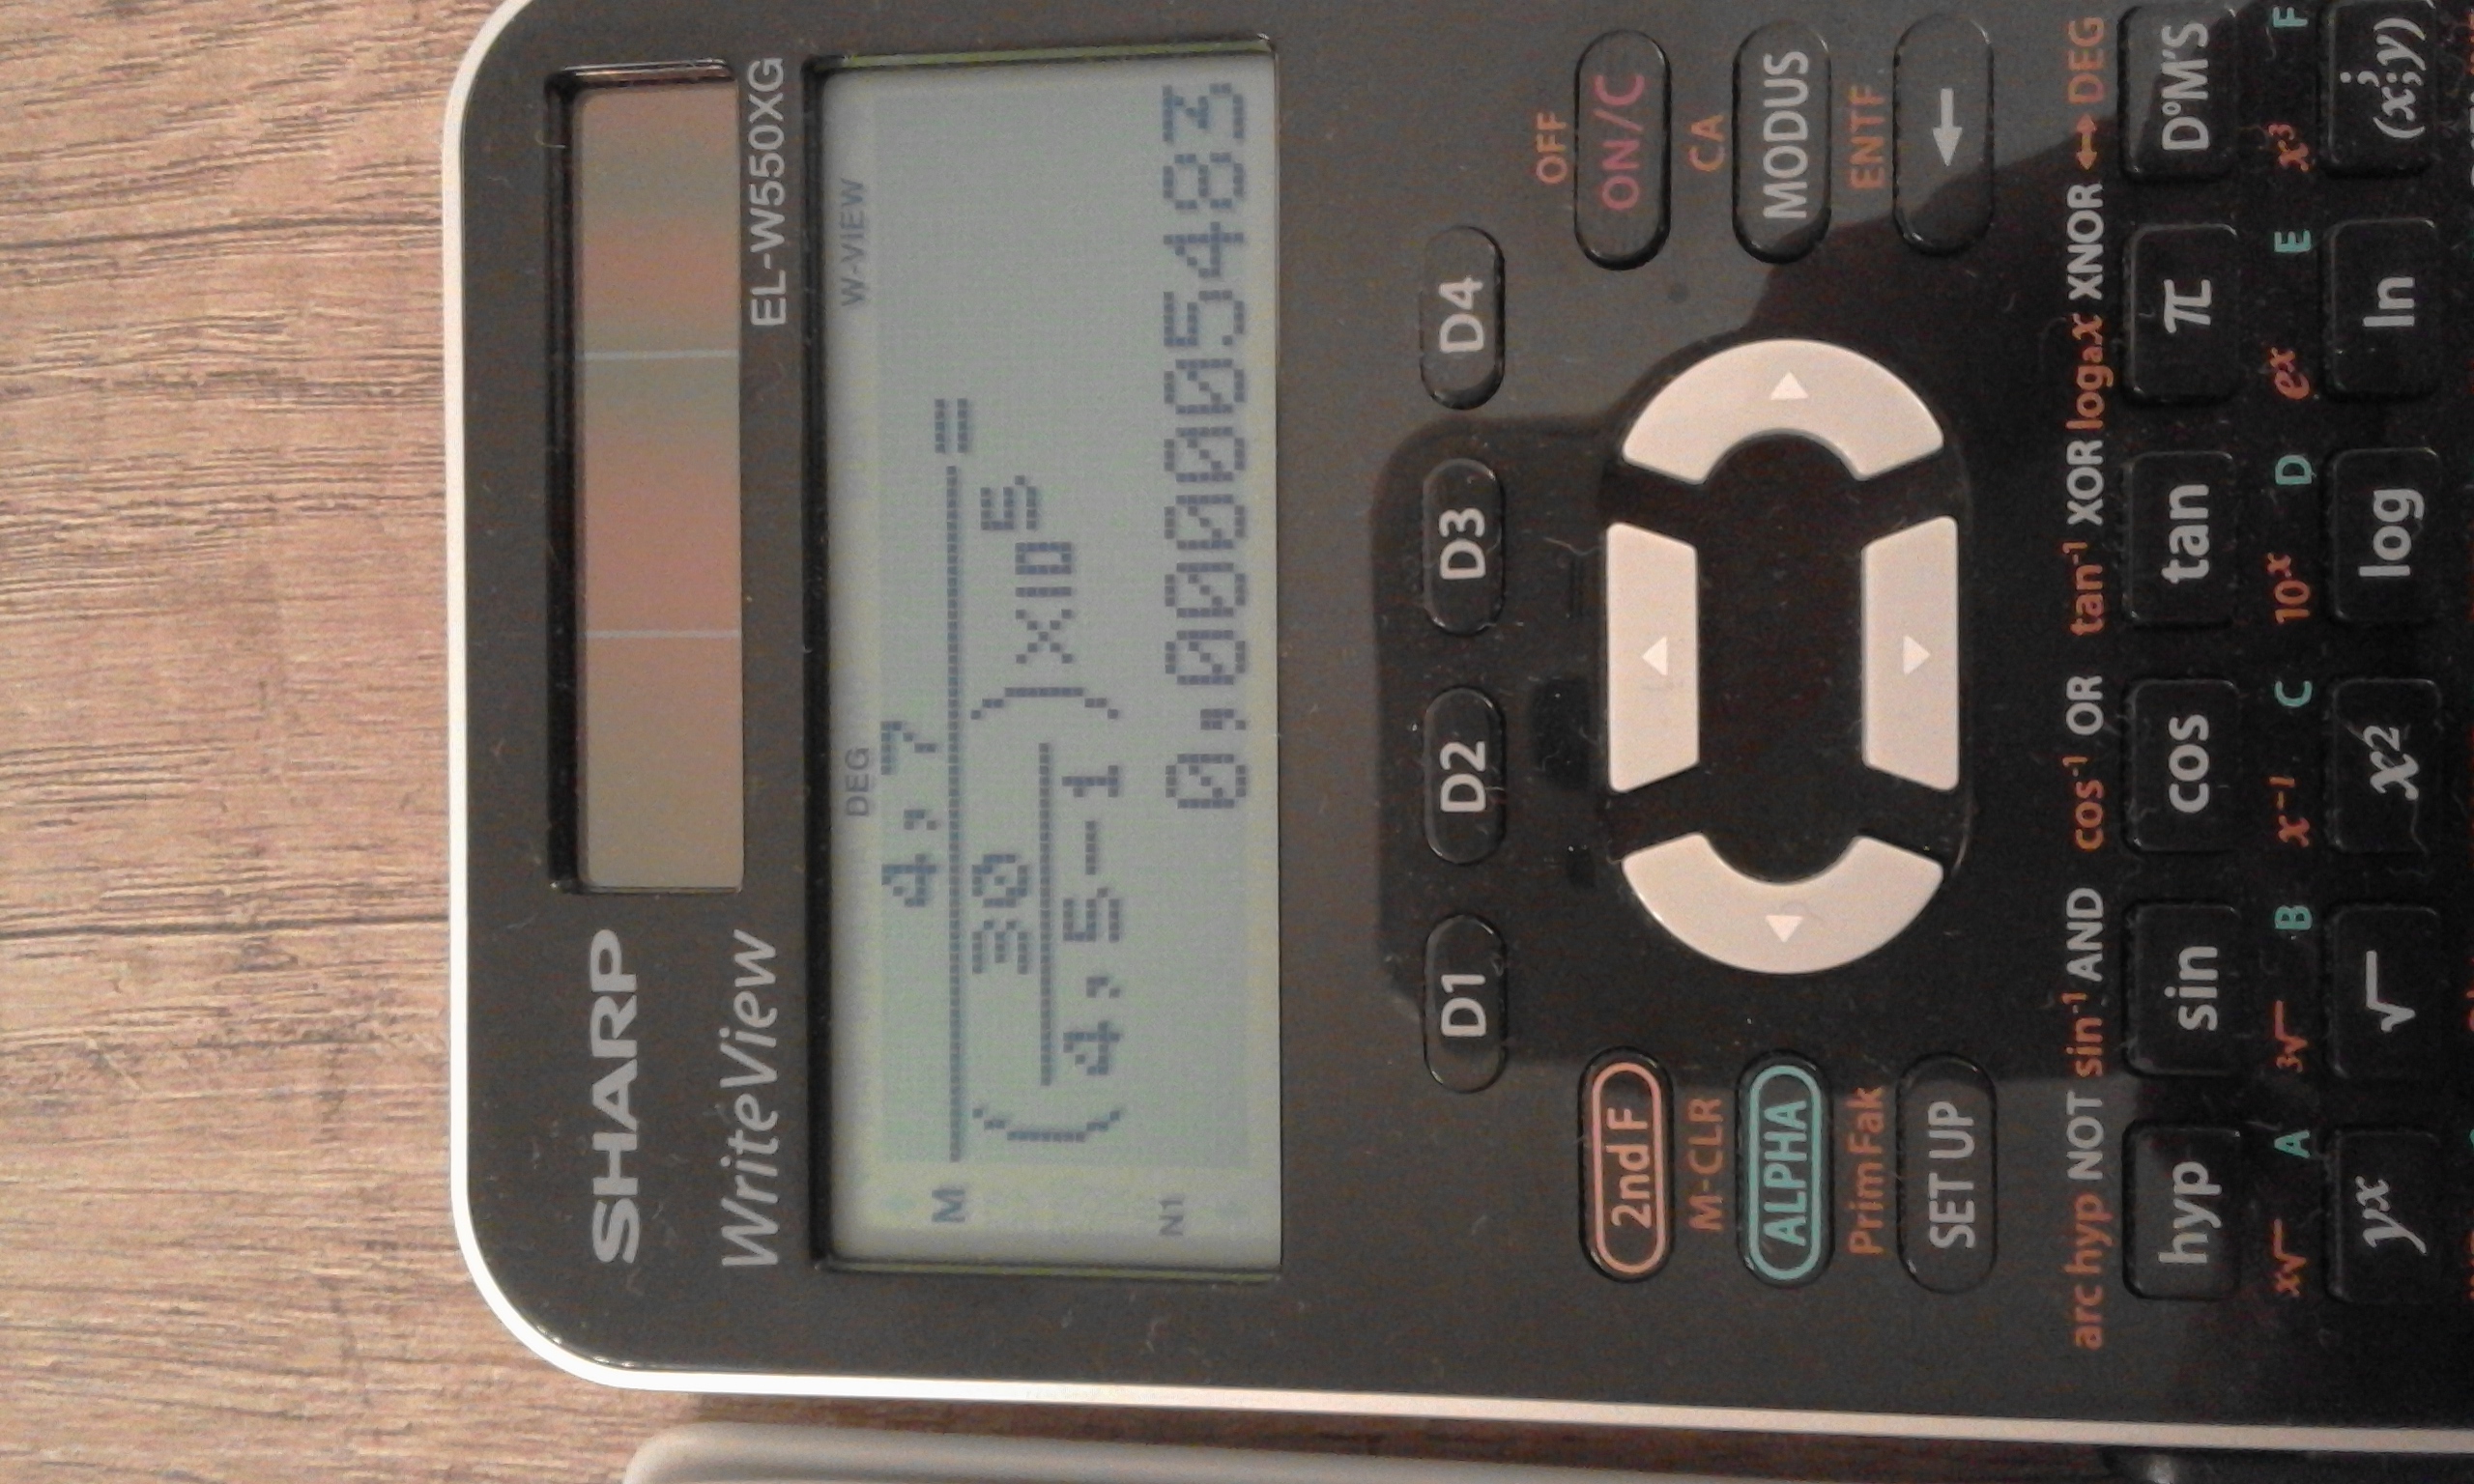 SHARP
WriteView
EL-W550XG
DEG W-VIEW
M
4,7
=
(30
4,5-1)×10⁵
N1
0,000005483
D1 D2 D3 D4
OFF
2nd F ON/C
M-CLR CA
ALPHA MODUS
Prim Fak ENTF
SET UP ←
arc hyp NOT sin⁻¹ AND cos⁻¹ OR tan⁻¹ XOR logₐx XNOR ↔DEG
hyp sin cos tan π D°M'S
ˣ√ A ³√ B x⁻¹ C 10ˣ D eˣ E x³ F
yˣ √ x² log ln (x;y)